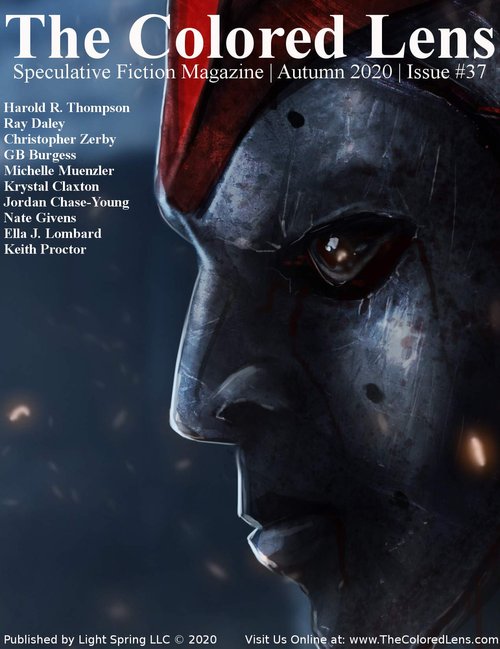 The Colored Lens
Speculative Fiction Magazine | Autumn 2020 | Issue #37
Harold R. Thompson
Ray Daley
Christopher Zerby
GB Burgess
Michelle Muenzler
Krystal Claxton
Jordan Chase-Young
Nate Givens
Ella J. Lombard
Keith Proctor
Published by Light Spring LLC © 2020 Visit Us Online at: www.TheColoredLens.com